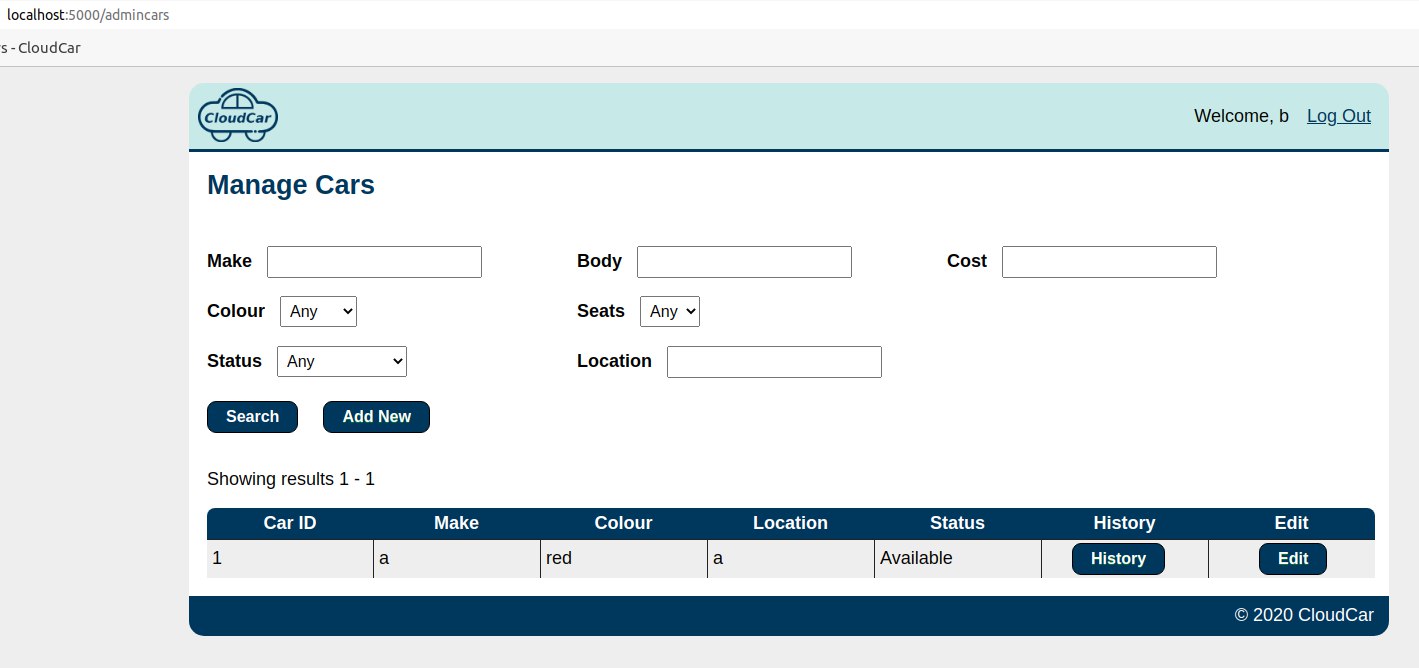 localhost:5000/admincars
s - CloudCar
CloudCar
Welcome, b Log Out
Manage Cars
Make Body Cost
Colour Any Seats Any
Status Any Location
Search Add New
Showing results 1 - 1
Car ID Make Colour Location Status History Edit
1 a red a Available History Edit
© 2020 CloudCar